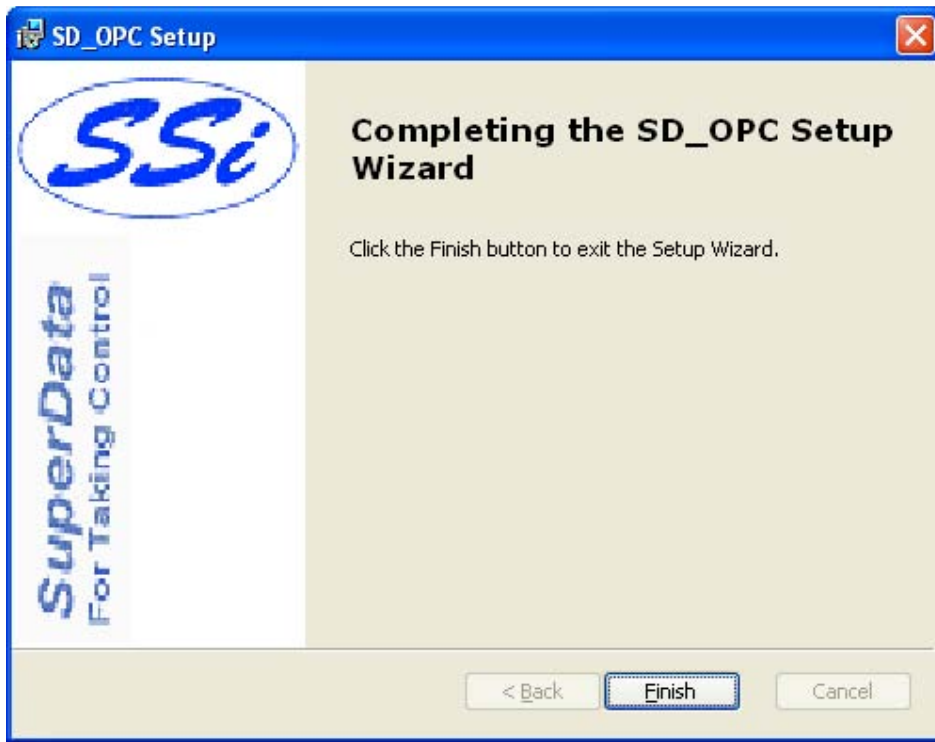 SD_OPC Setup
SSi
SuperData
For Taking Control
Completing the SD_OPC Setup
Wizard
Click the Finish button to exit the Setup Wizard.
< Back
Finish
Cancel